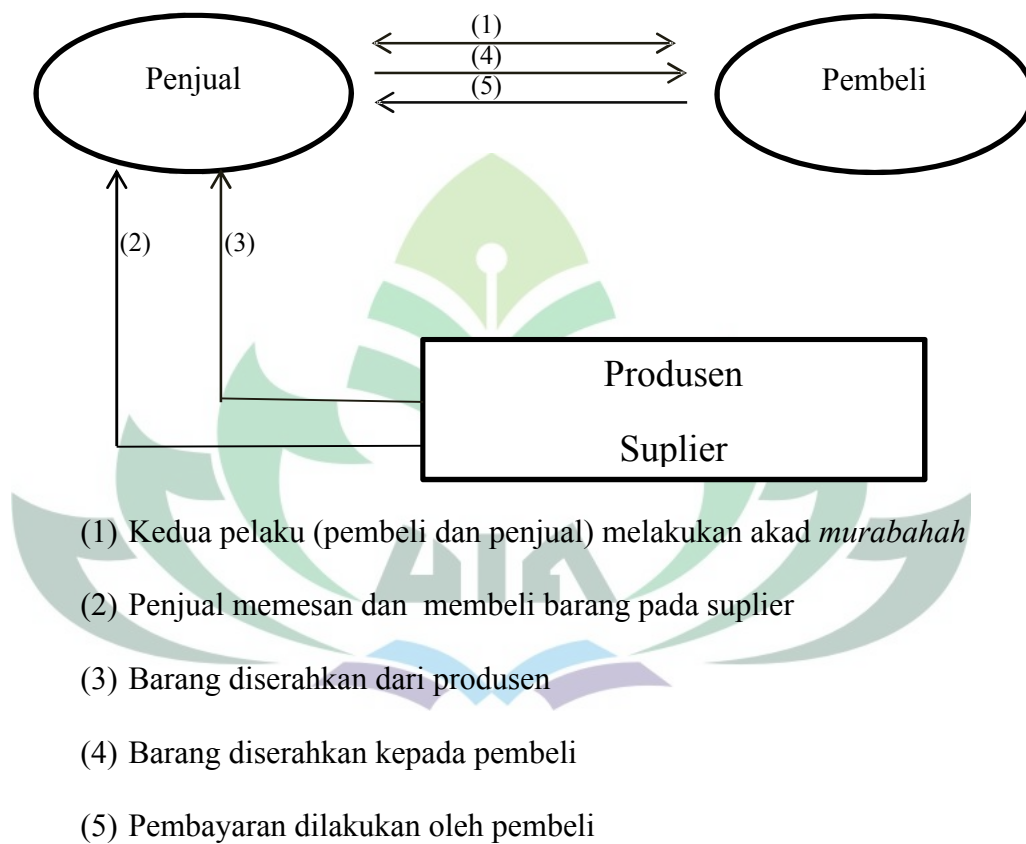 (1)
Penjual
(4)
Pembeli
(5)
(2)
(3)
Produsen
Suplier
(1) Kedua pelaku (pembeli dan penjual) melakukan akad murabahah
(2) Penjual memesan dan membeli barang pada suplier
(3) Barang diserahkan dari produsen
(4) Barang diserahkan kepada pembeli
(5) Pembayaran dilakukan oleh pembeli